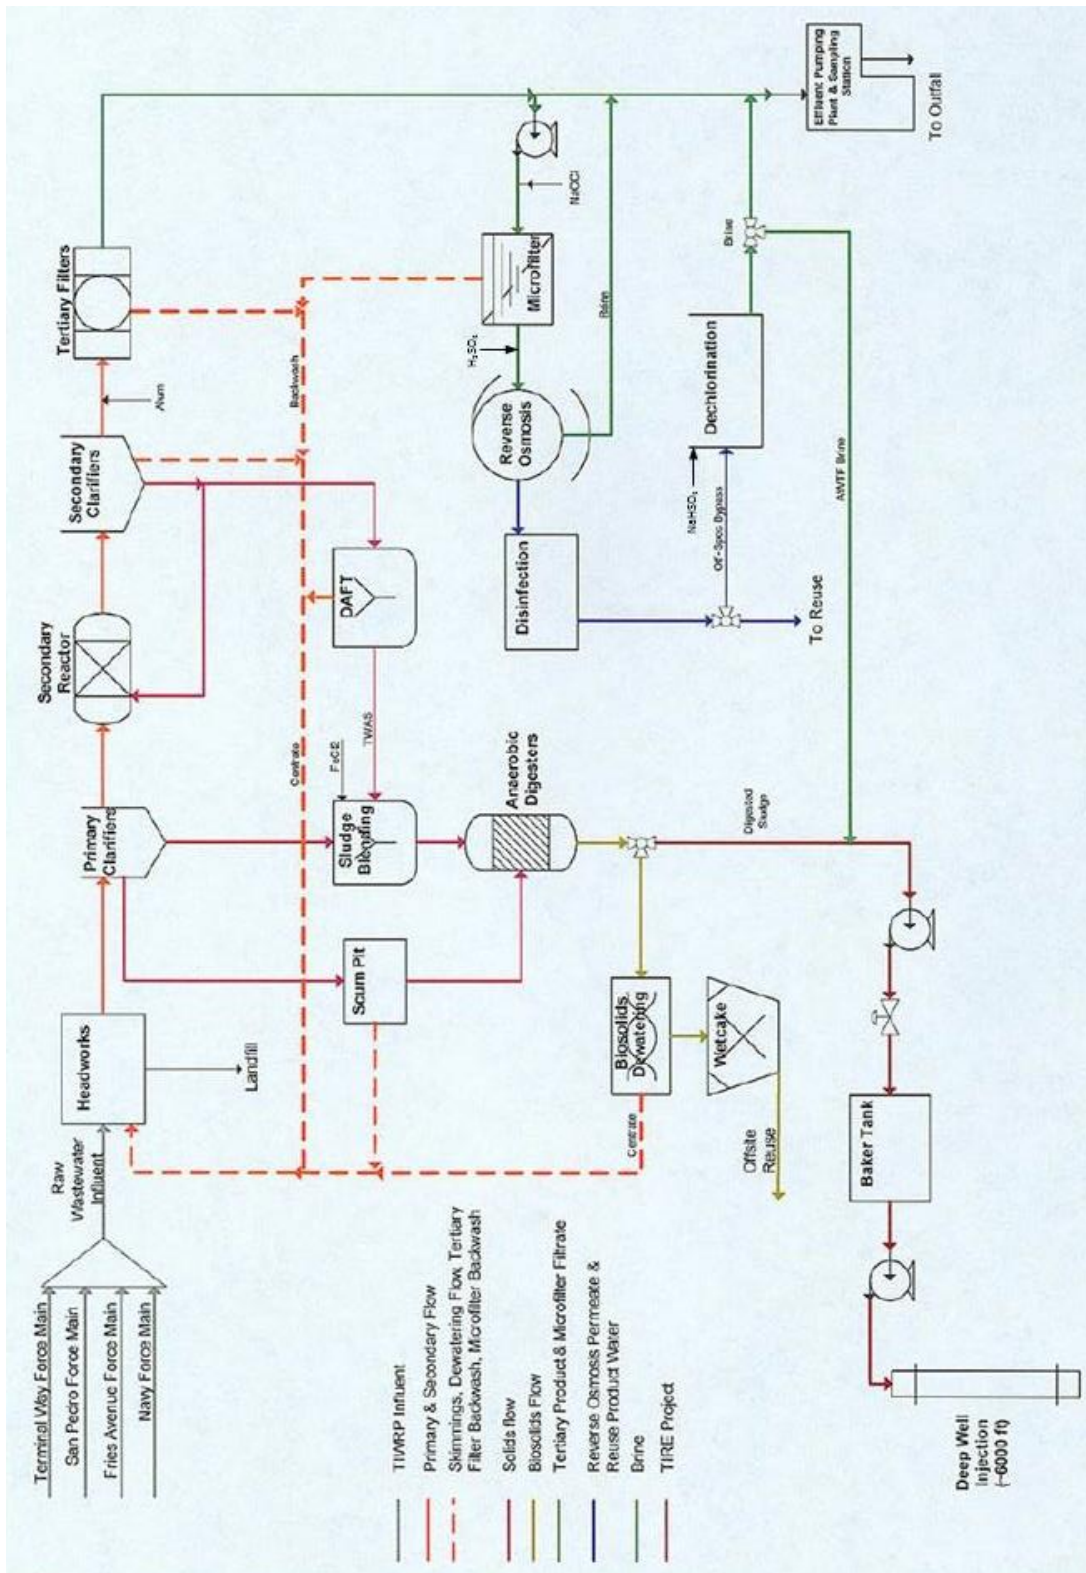 Terminal Way Force Main
San Pedro Force Main
Fries Avenue Force Main
Navy Force Main
Raw
Wastewater
Influent
Headworks
Landfill
Primary
Clarifiers
Secondary
Reactor
Secondary
Clarifiers
Alum
Tertiary Filters
Backwash
Centrate
Scum Pit
Sludge
Blending
FeCl2
TWAS
DAFT
Anaerobic
Digesters
Microfilter
NaOCl
H₂SO₄
Reverse
Osmosis
Brine
Disinfection
Dechlorination
NaHSO₃
Off-Spec Bypass
To Reuse
Brine
AWTF Brine
Effluent Pumping
Plant & Sampling
Station
To Outfall
Digested
Sludge
Biosolids
Dewatering
Centrate
Wetcake
Offsite
Reuse
Baker Tank
Deep Well
Injection
(~6000 ft)
TIWRP Influent
Primary & Secondary Flow
Skimmings, Dewatering Flow, Tertiary
Filter Backwash, Microfilter Backwash
Solids flow
Biosolids Flow
Tertiary Product & Microfilter Filtrate
Reverse Osmosis Permeate &
Reuse Product Water
Brine
TIRE Project